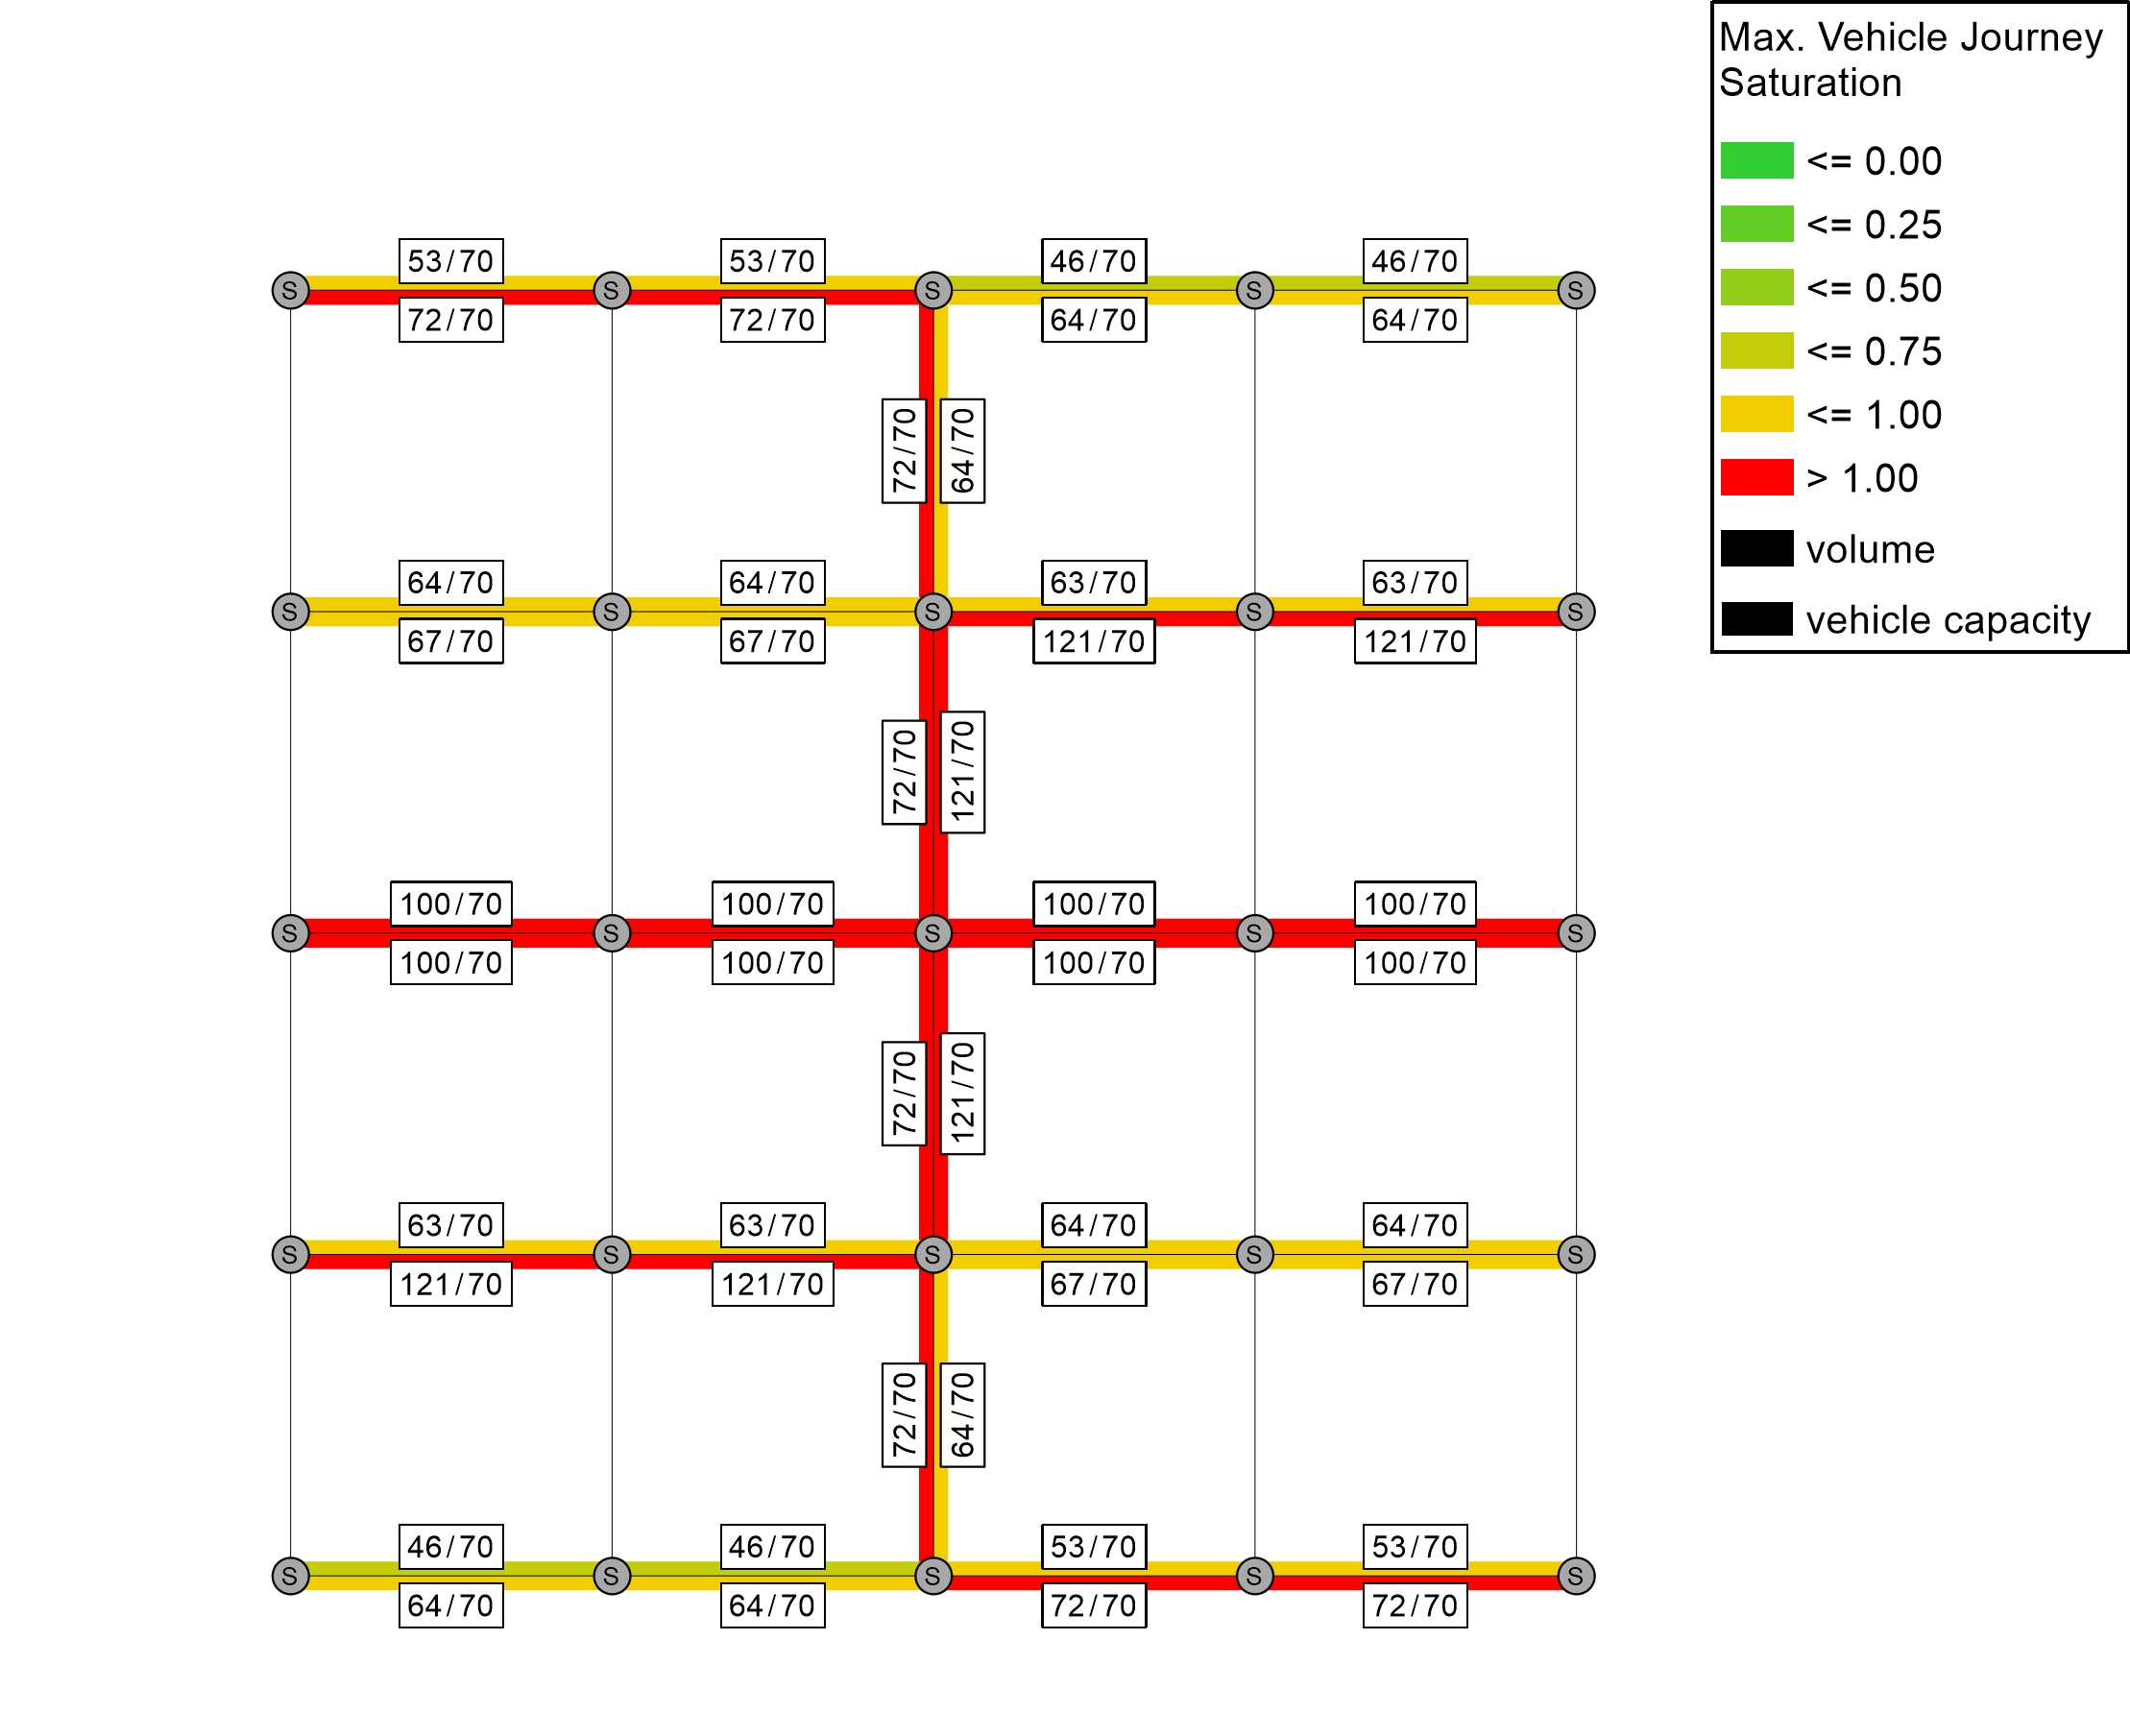 Max. Vehicle Journey
Saturation
<= 0.00
<= 0.25
<= 0.50
<= 0.75
<= 1.00
> 1.00
volume
vehicle capacity
53/70 53/70 46/70 46/70
S S S S S
72/70 72/70 64/70 64/70
72/70 64/70
64/70 64/70 63/70 63/70
S S S S S
67/70 67/70 121/70 121/70
72/70 121/70
100/70 100/70 100/70 100/70
S S S S S
100/70 100/70 100/70 100/70
72/70 121/70
63/70 63/70 64/70 64/70
S S S S S
121/70 121/70 67/70 67/70
72/70 64/70
46/70 46/70 53/70 53/70
S S S S S
64/70 64/70 72/70 72/70